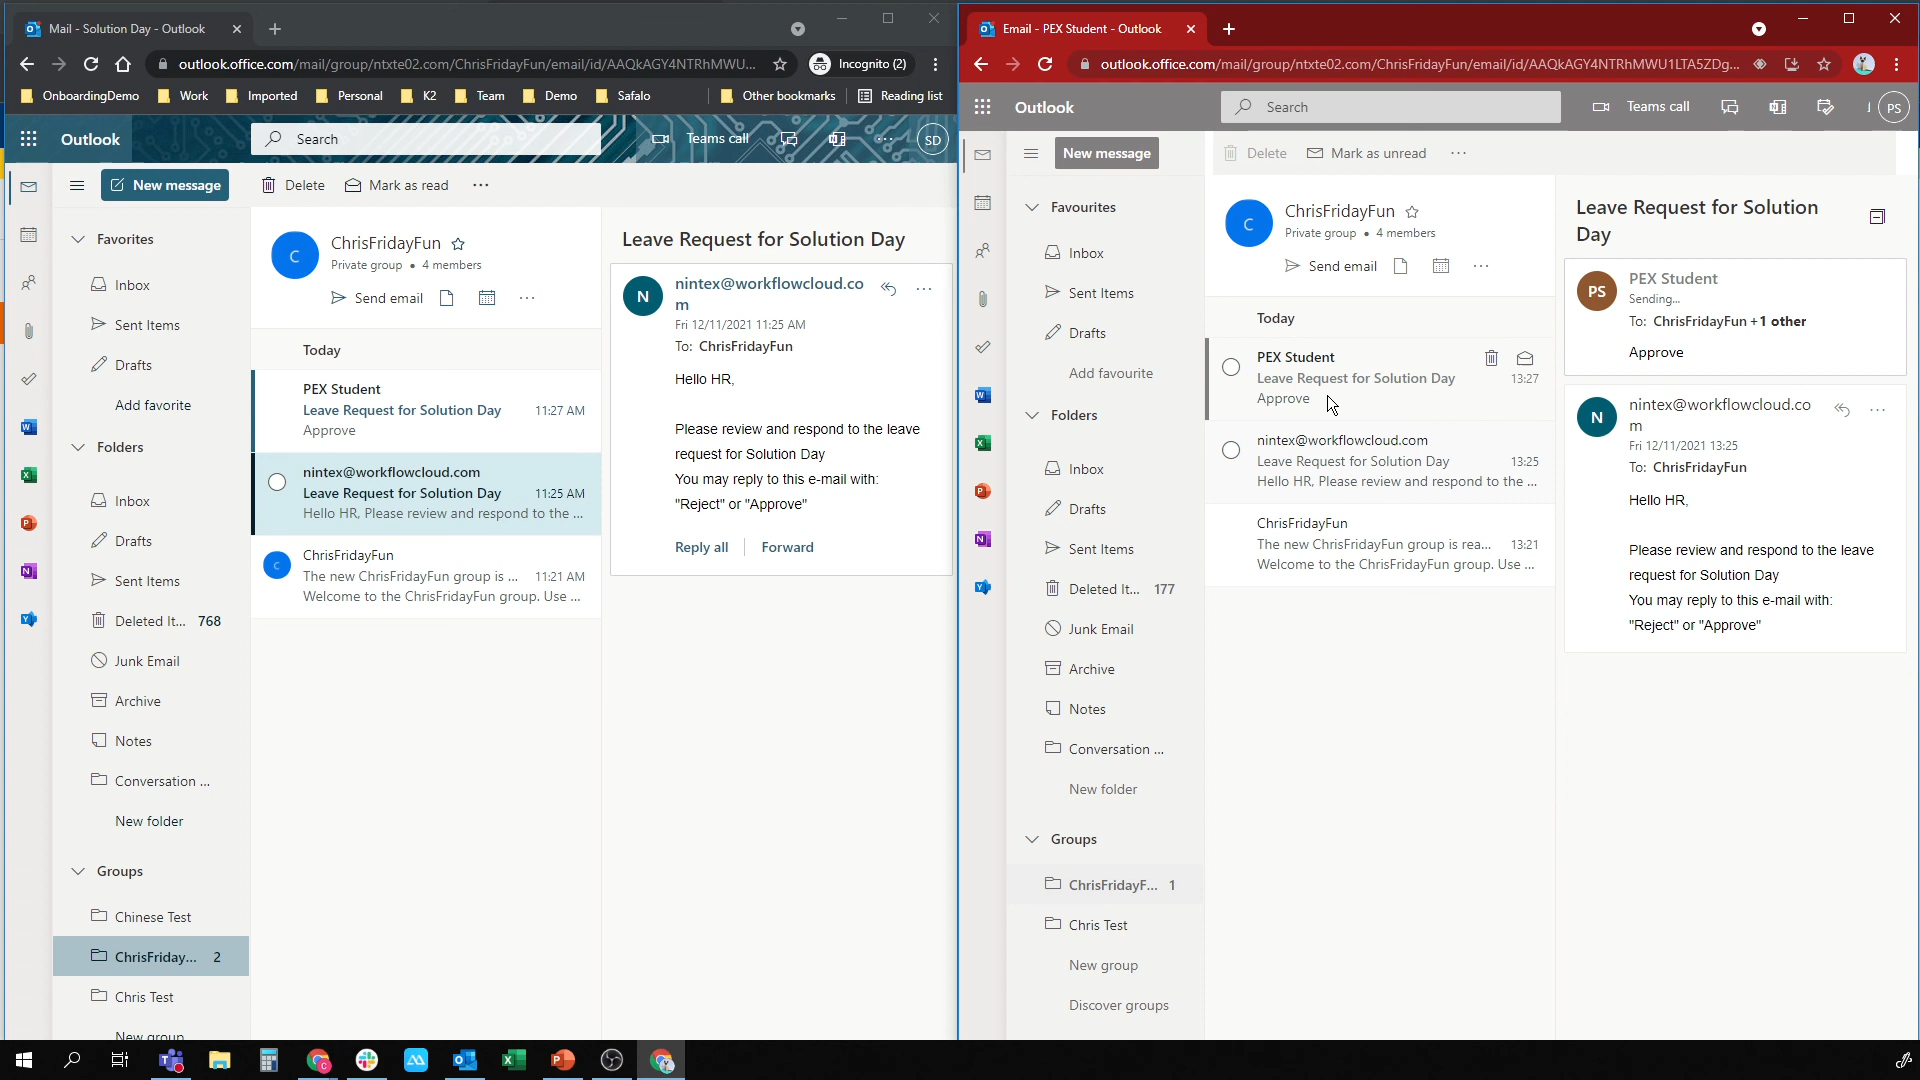 Mail - Solution Day - Outlook
outlook.office.com/mail/group/ntxte02.com/ChrisFridayFun/email/id/AAQkAGY4NTRhMWU...
Incognito (2)
OnboardingDemo
Work
Imported
Personal
K2
Team
Demo
Safalo
Other bookmarks
Reading list
Outlook
Search
Teams call
SD
New message
Delete
Mark as read
Favorites
Inbox
Sent Items
Drafts
Add favorite
Folders
Inbox
Drafts
Sent Items
Deleted It... 768
Junk Email
Archive
Notes
Conversation ...
New folder
Groups
Chinese Test
ChrisFriday... 2
Chris Test
New group
C
ChrisFridayFun
Private group • 4 members
Send email
Today
PEX Student
Leave Request for Solution Day 11:27 AM
Approve
nintex@workflowcloud.com
Leave Request for Solution Day 11:25 AM
Hello HR, Please review and respond to the ...
C
ChrisFridayFun
The new ChrisFridayFun group is ... 11:21 AM
Welcome to the ChrisFridayFun group. Use ...
Leave Request for Solution Day
N
nintex@workflowcloud.co
m
Fri 12/11/2021 11:25 AM
To: ChrisFridayFun
Hello HR,
Please review and respond to the leave
request for Solution Day
You may reply to this e-mail with:
"Reject" or "Approve"
Reply all
Forward
Email - PEX Student - Outlook
outlook.office.com/mail/group/ntxte02.com/ChrisFridayFun/email/id/AAQkAGY4NTRhMWU1LTA5ZDg...
Outlook
Search
Teams call
PS
New message
Delete
Mark as unread
Favourites
Inbox
Sent Items
Drafts
Add favourite
Folders
Inbox
Drafts
Sent Items
Deleted It... 177
Junk Email
Archive
Notes
Conversation ...
New folder
Groups
ChrisFridayF... 1
Chris Test
New group
Discover groups
C
ChrisFridayFun
Private group • 4 members
Send email
Today
PEX Student
Leave Request for Solution Day 13:27
Approve
nintex@workflowcloud.com
Leave Request for Solution Day 13:25
Hello HR, Please review and respond to the ...
ChrisFridayFun
The new ChrisFridayFun group is rea... 13:21
Welcome to the ChrisFridayFun group. Use ...
Leave Request for Solution
Day
PS
PEX Student
Sending...
To: ChrisFridayFun +1 other
Approve
N
nintex@workflowcloud.co
m
Fri 12/11/2021 13:25
To: ChrisFridayFun
Hello HR,
Please review and respond to the leave
request for Solution Day
You may reply to this e-mail with:
"Reject" or "Approve"